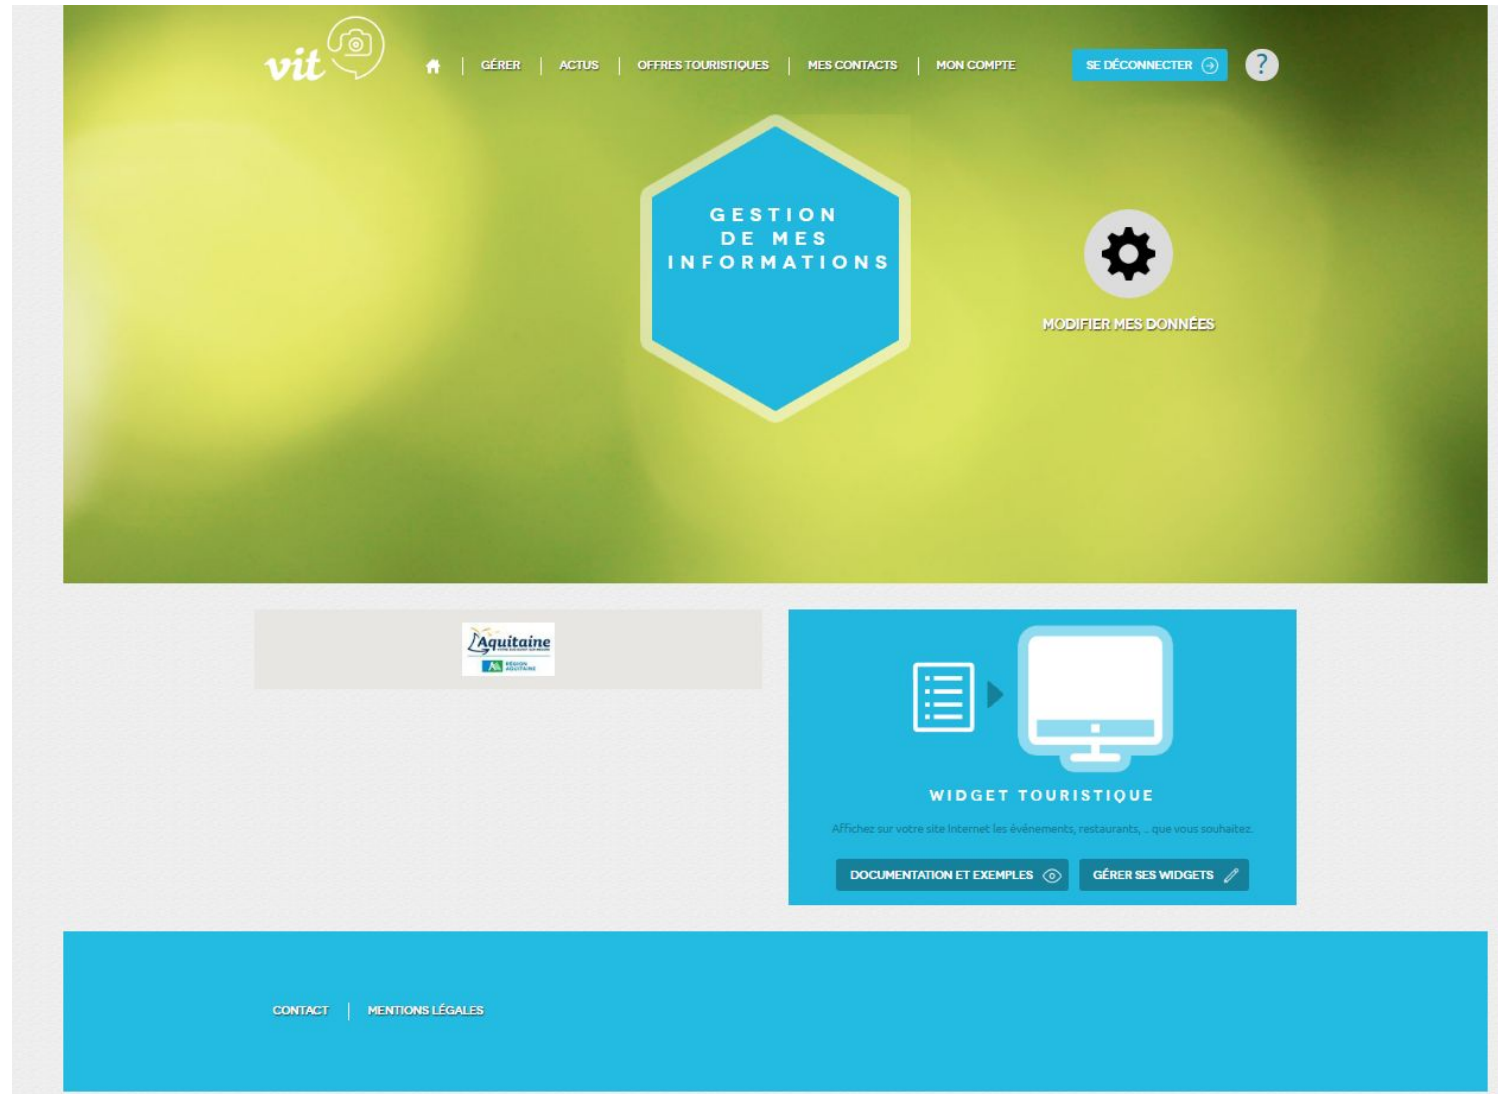 vit
GÉRER
ACTUS
OFFRES TOURISTIQUES
MES CONTACTS
MON COMPTE
SE DÉCONNECTER
?
GESTION
DE MES
INFORMATIONS
MODIFIER MES DONNÉES
Aquitaine
RÉGION
AQUITAINE
WIDGET TOURISTIQUE
Affichez sur votre site Internet les événements, restaurants, .. que vous souhaitez.
DOCUMENTATION ET EXEMPLES
GÉRER SES WIDGETS
CONTACT
MENTIONS LÉGALES